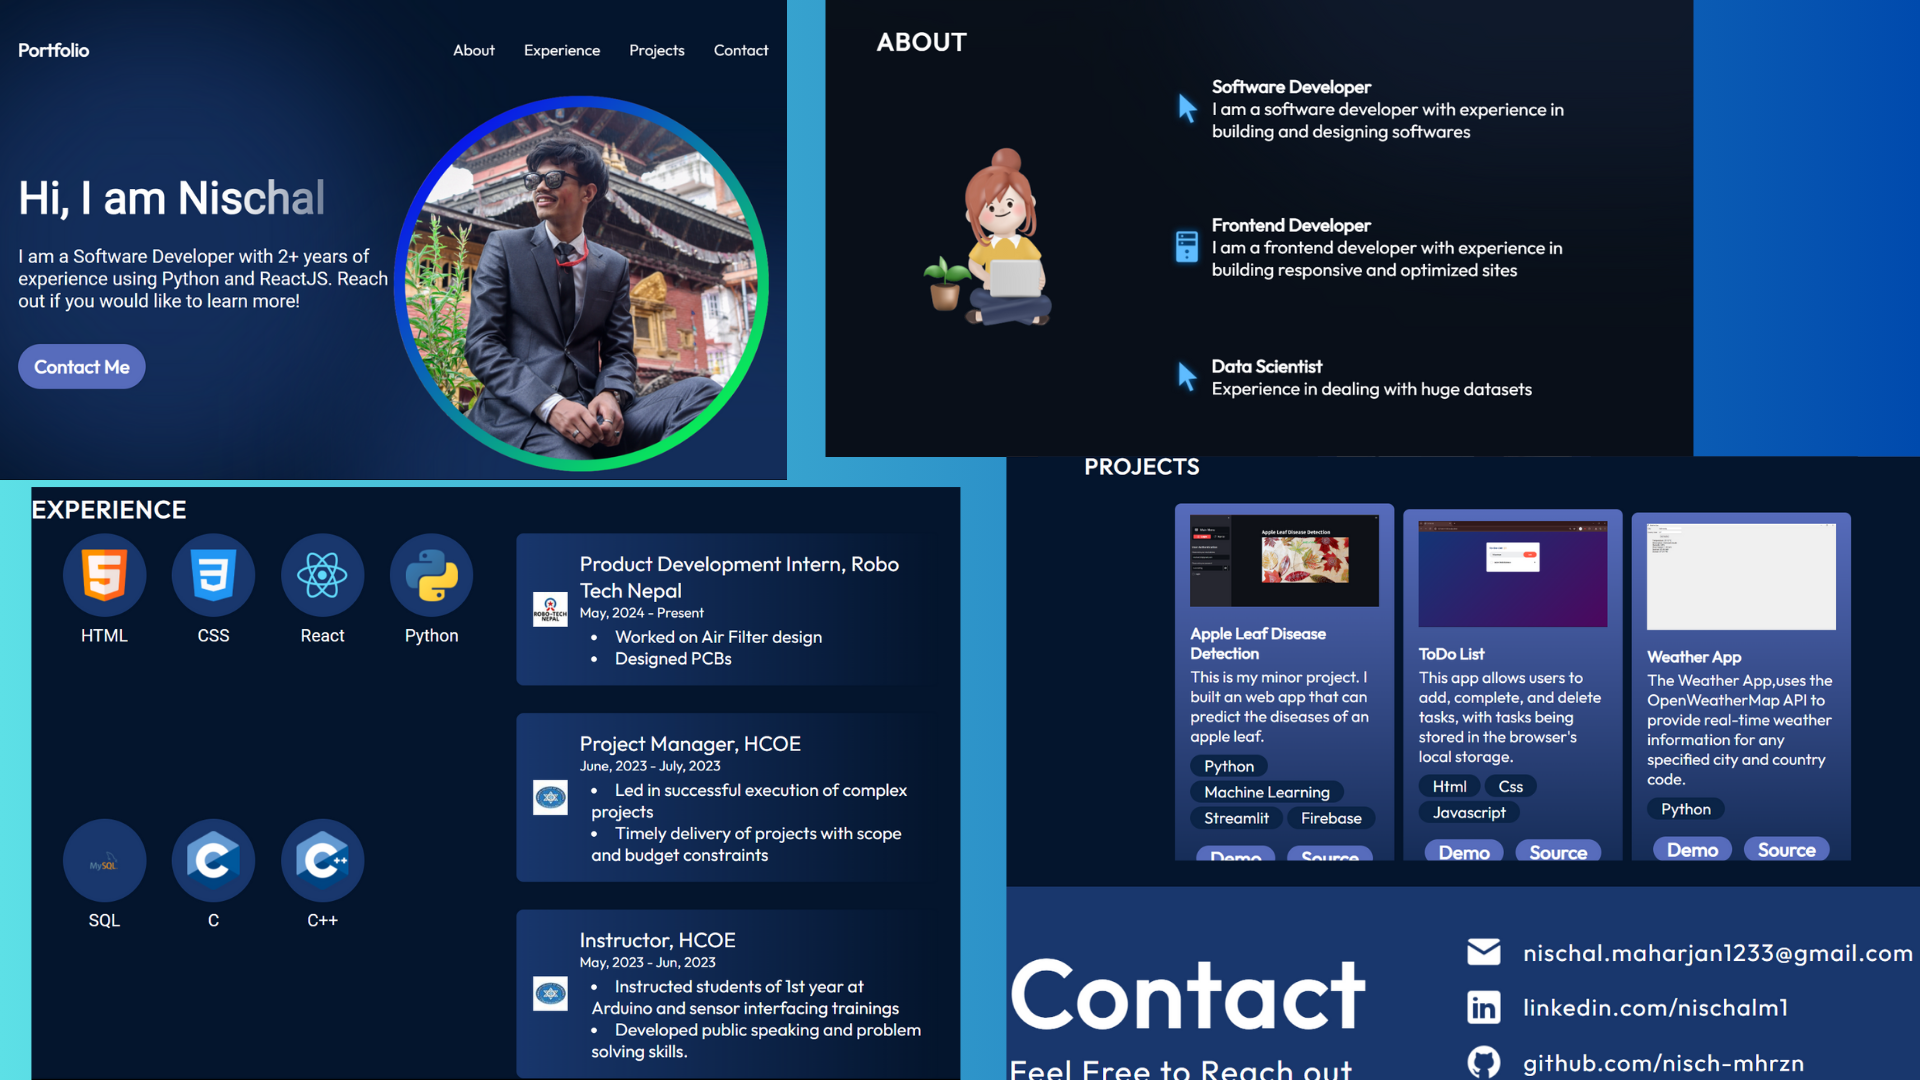 Portfolio
About
Experience
Projects
Contact
Hi, I am Nischal
I am a Software Developer with 2+ years of
experience using Python and ReactJS. Reach
out if you would like to learn more!
Contact Me
ABOUT
Software Developer
I am a software developer with experience in
building and designing softwares
Frontend Developer
I am a frontend developer with experience in
building responsive and optimized sites
Data Scientist
Experience in dealing with huge datasets
EXPERIENCE
HTML
CSS
React
Python
MySQL
SQL
C
C
C++
C++
ROBO-TECH
NEPAL
Product Development Intern, Robo
Tech Nepal
May, 2024 - Present
• Worked on Air Filter design
• Designed PCBs
Project Manager, HCOE
June, 2023 - July, 2023
• Led in successful execution of complex
projects
• Timely delivery of projects with scope
and budget constraints
Instructor, HCOE
May, 2023 - Jun, 2023
• Instructed students of 1st year at
Arduino and sensor interfacing trainings
• Developed public speaking and problem
solving skills.
PROJECTS
Apple Leaf Disease Detection
Apple Leaf Disease
Detection
This is my minor project. I
built an web app that can
predict the diseases of an
apple leaf.
Python
Machine Learning
Streamlit
Firebase
Demo
Source
ToDo List
This app allows users to
add, complete, and delete
tasks, with tasks being
stored in the browser's
local storage.
Html
Css
Javascript
Demo
Source
Weather App
The Weather App,uses the
OpenWeatherMap API to
provide real-time weather
information for any
specified city and country
code.
Python
Demo
Source
Contact
Feel Free to Reach out
nischal.maharjan1233@gmail.com
linkedin.com/nischalm1
github.com/nisch-mhrzn